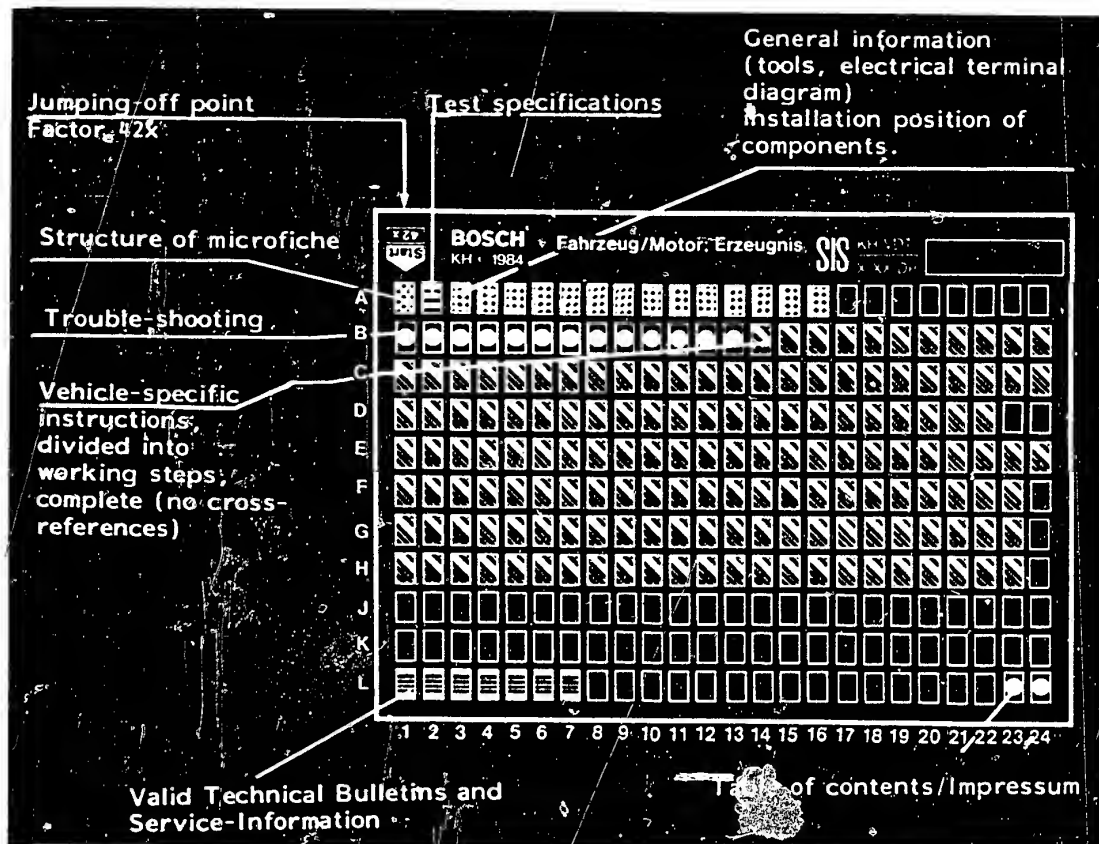 General information
(tools, electrical terminal
diagram)
Installation position of
components.
Jumping-off point
Factor 42x
Test specifications
Structure of microfiche
Trouble-shooting
Vehicle-specific
instructions,
divided into
working steps,
complete (no cross-
references)
Start
42x
BOSCH
KH 1984
Fahrzeug/Motor: Erzeugnis
SIS
A
B
C
D
E
F
G
H
J
K
L
1 2 3 4 5 6 7 8 9 10 11 12 13 14 15 16 17 18 19 20 21 22 23 24
Valid Technical Bulletins and
Service-Information
Table of contents/Impressum